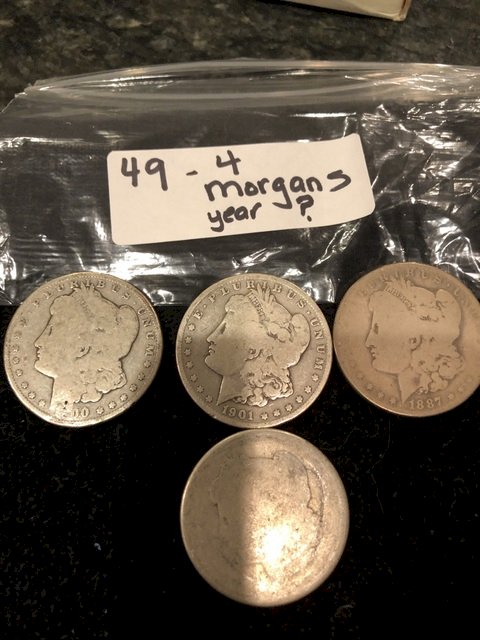 49 - 4
morgans
year ?
E · PLURIBUS · UNUM
1901
PLURIBUS · UNUM
1887